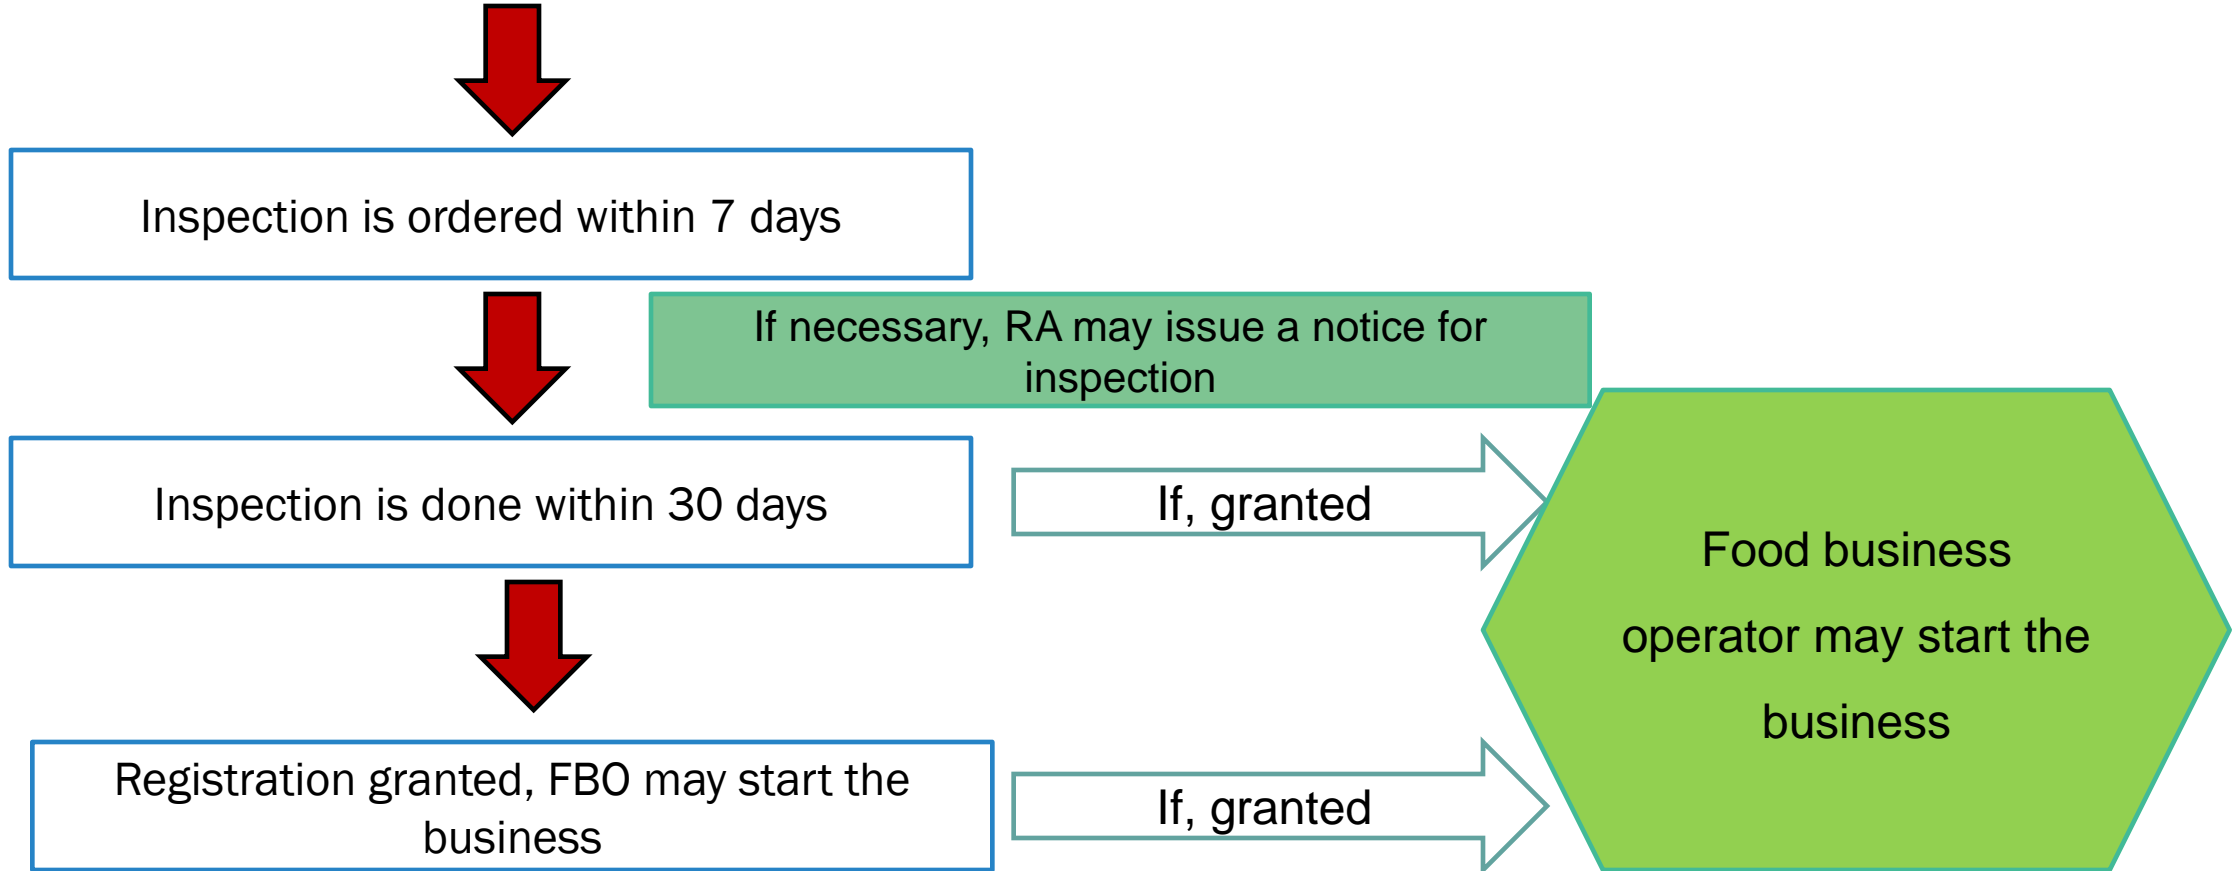 Inspection is ordered within 7 days
If necessary, RA may issue a notice for
inspection
Inspection is done within 30 days
If, granted
Food business
operator may start the
business
Registration granted, FBO may start the
business
If, granted